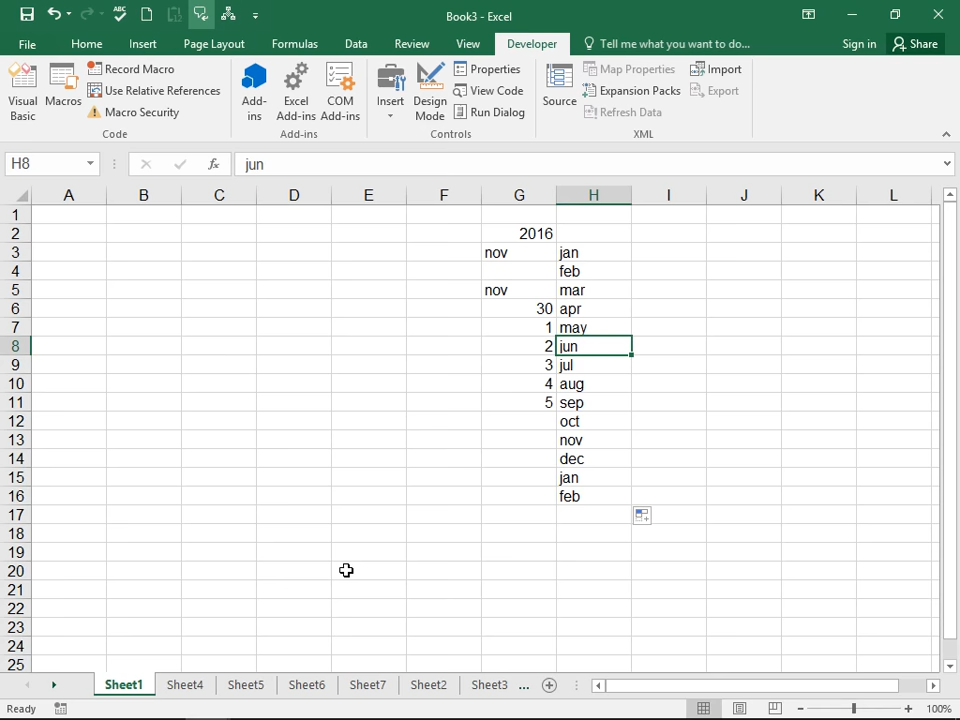 ABC
Book3 - Excel
File Home Insert Page Layout Formulas Data Review View Developer Tell me what you want to do... Sign in Share
Visual Basic
Macros
Record Macro
Use Relative References
Macro Security
Code
Add-ins
Excel Add-ins
COM Add-ins
Add-ins
Insert
Design Mode
Properties
View Code
Run Dialog
Controls
Source
Map Properties
Expansion Packs
Refresh Data
Import
Export
XML
H8 fx jun
A B C D E F G H I J K L
1
2 2016
3 nov jan
4 feb
5 nov mar
6 30 apr
7 1 may
8 2 jun
9 3 jul
10 4 aug
11 5 sep
12 oct
13 nov
14 dec
15 jan
16 feb
17
18
19
20
21
22
23
24
25
Sheet1 Sheet4 Sheet5 Sheet6 Sheet7 Sheet2 Sheet3 ...
Ready 100%